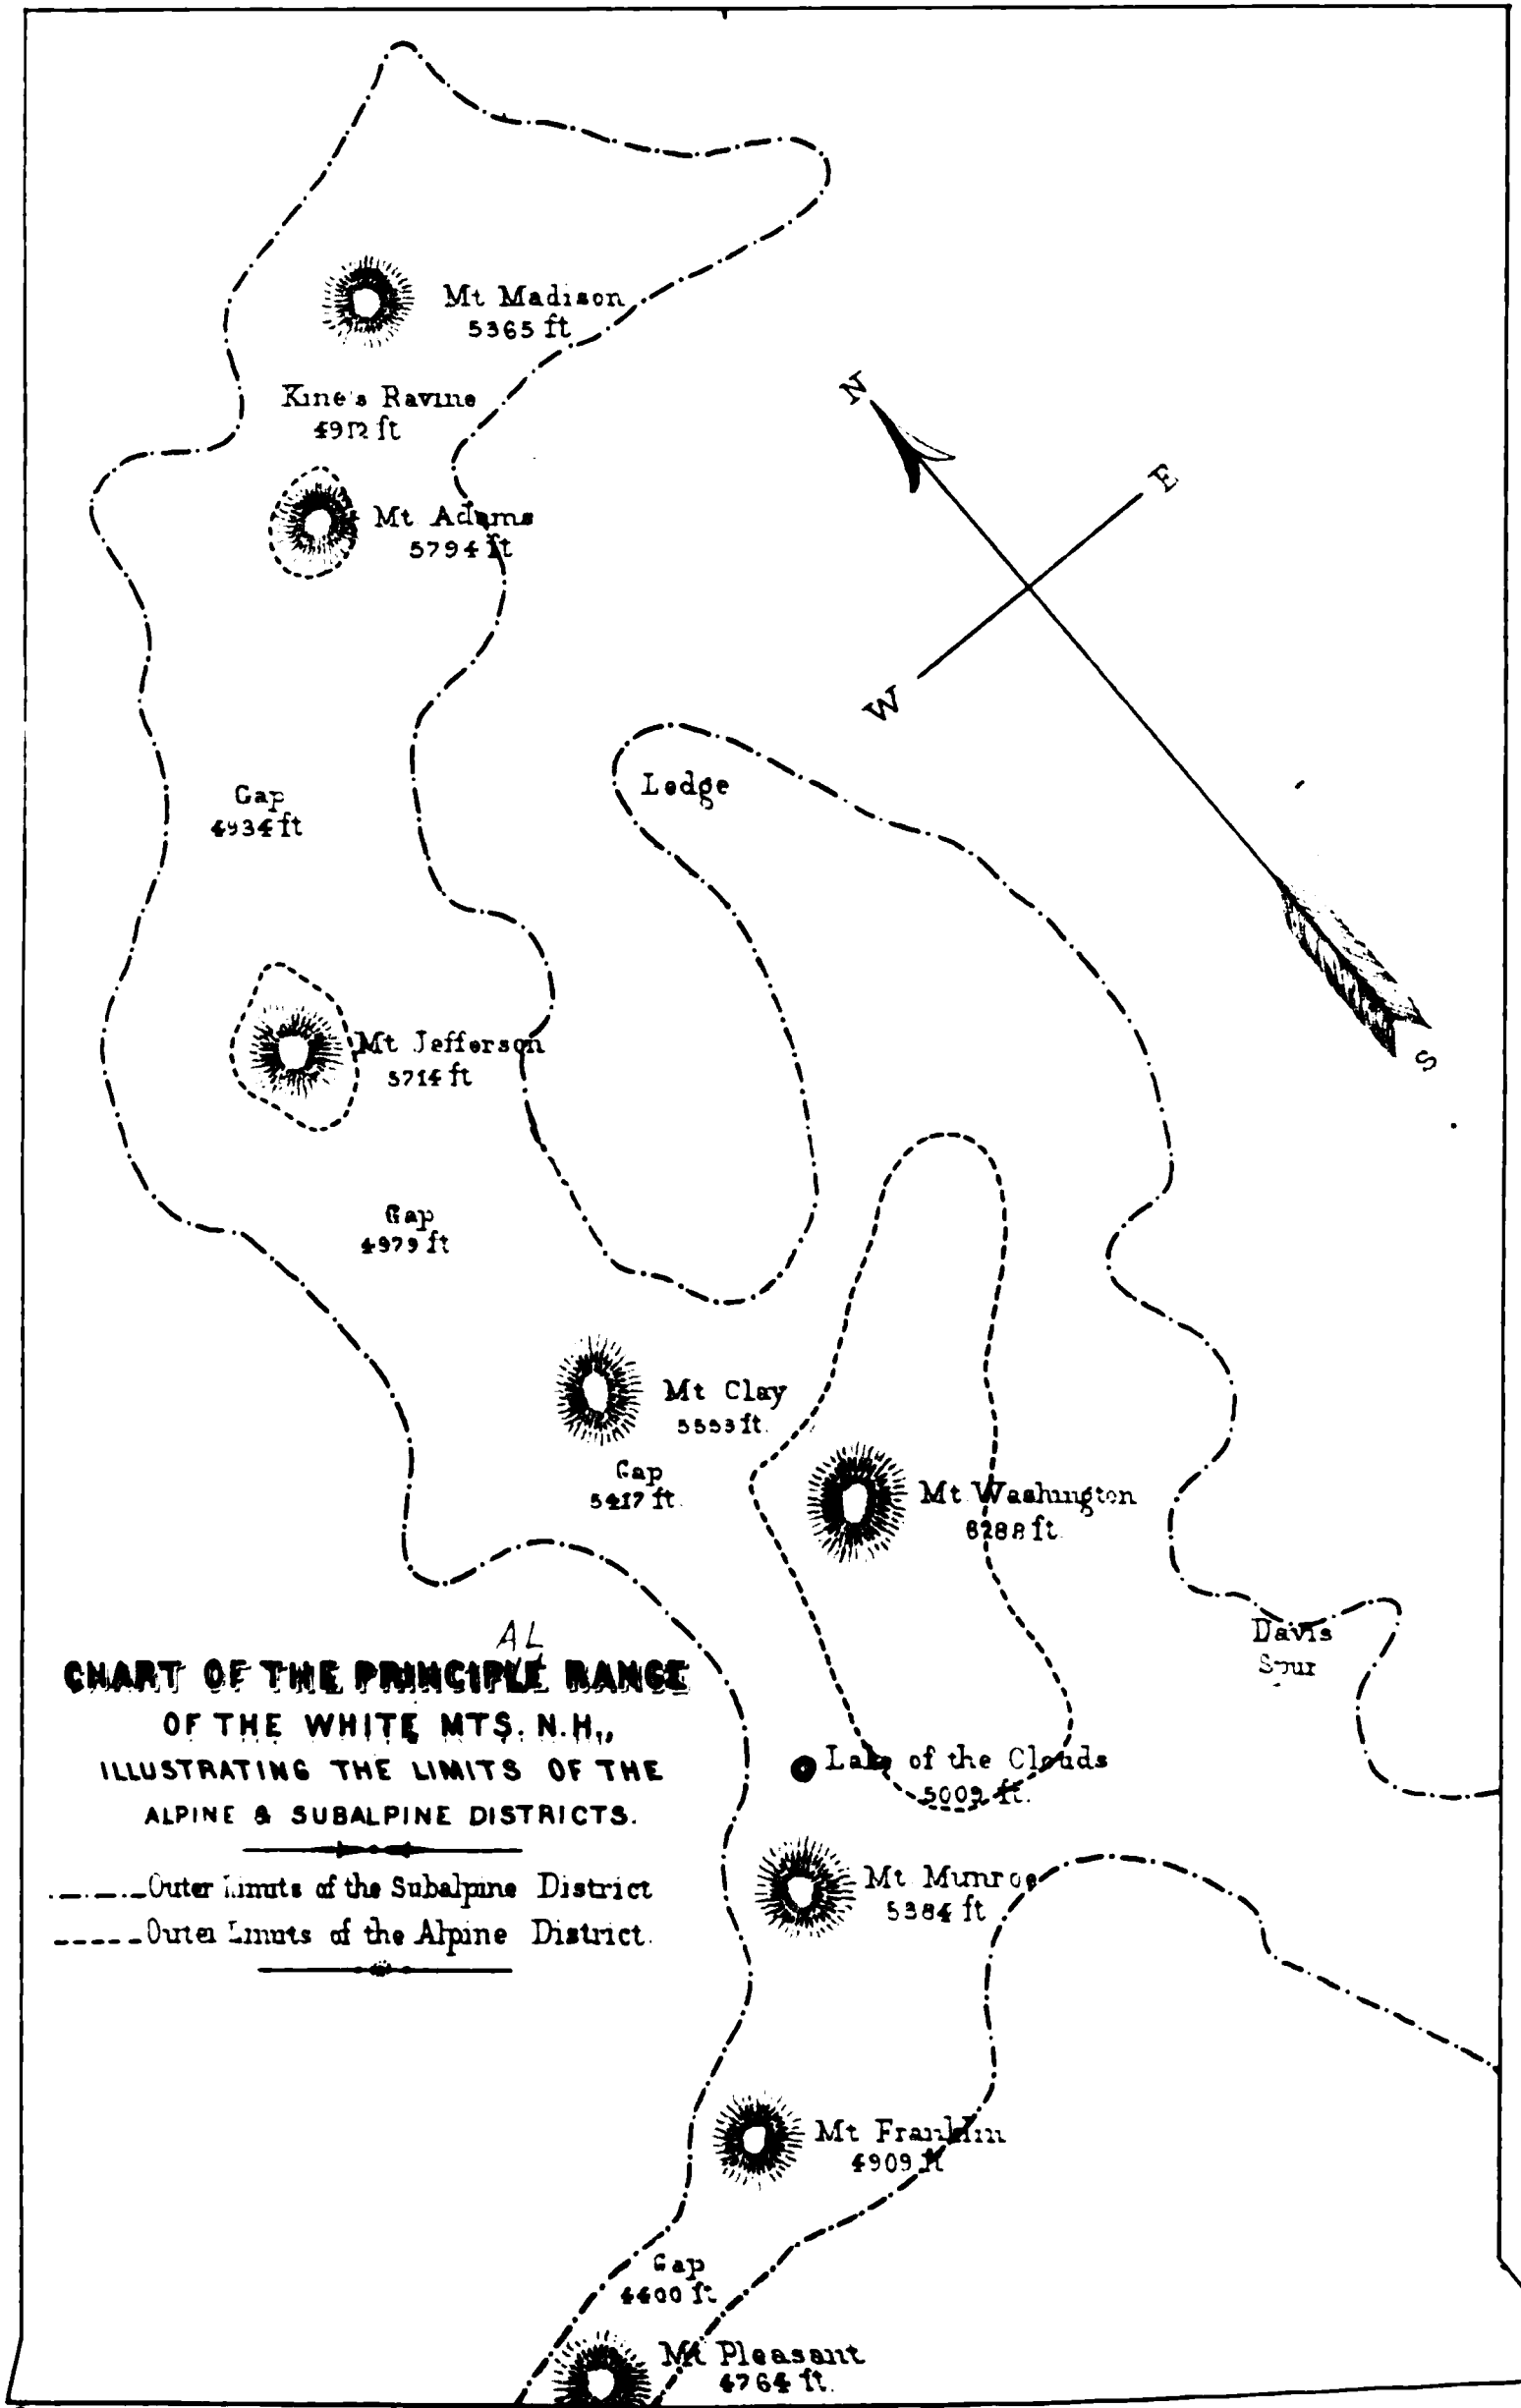 Mt Madison
5365 ft
Kine's Ravine
4912 ft
Mt Adams
5794 ft
N
E
W
S
Lodge
Gap
4934 ft
Mt Jefferson
5714 ft
Gap
4979 ft
Mt Clay
5553 ft.
Gap
5417 ft.
Mt Washington
6288 ft.
Davis
Spur
AL
CHART OF THE PRINCIPLE RANGE
OF THE WHITE MTS. N.H.,
ILLUSTRATING THE LIMITS OF THE
ALPINE & SUBALPINE DISTRICTS.
Outer Limits of the Subalpine District
Outer Limits of the Alpine District.
Lake of the Clouds
5009 ft.
Mt Munroe
5384 ft
Mt Franklin
4909 ft
Gap
4400 ft.
Mt Pleasant
4764 ft.